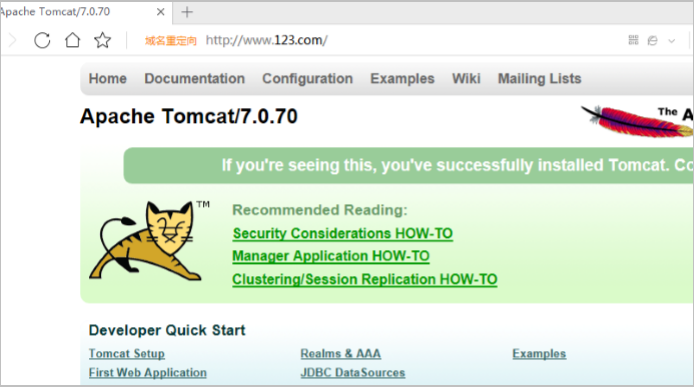 Apache Tomcat/7.0.70
域名重定向 http://www.123.com/
Home Documentation Configuration Examples Wiki Mailing Lists
Apache Tomcat/7.0.70
The A
If you're seeing this, you've successfully installed Tomcat. Co
TM
Recommended Reading:
Security Considerations HOW-TO
Manager Application HOW-TO
Clustering/Session Replication HOW-TO
Developer Quick Start
Tomcat Setup Realms & AAA Examples
First Web Application JDBC DataSources